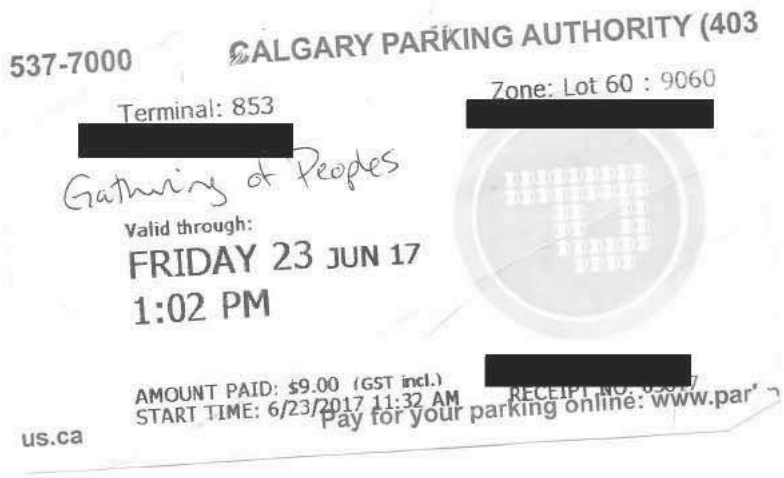 537-7000 CALGARY PARKING AUTHORITY (403
Terminal: 853 Zone: Lot 60 : 9060
Gathering of Peoples
Valid through:
FRIDAY 23 JUN 17
1:02 PM
AMOUNT PAID: $9.00 (GST incl.) RECEIPT NO.
START TIME: 6/23/2017 11:32 AM
us.ca Pay for your parking online: www.par